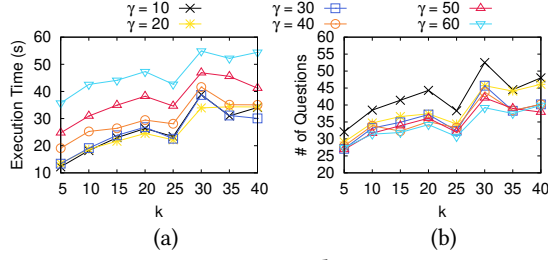 γ = 10
γ = 20
γ = 30
γ = 40
γ = 50
γ = 60
Execution Time (s)
60
50
40
30
20
10
5 10 15 20 25 30 35 40
k
(a)
# of Questions
60
55
50
45
40
35
30
25
20
5 10 15 20 25 30 35 40
k
(b)